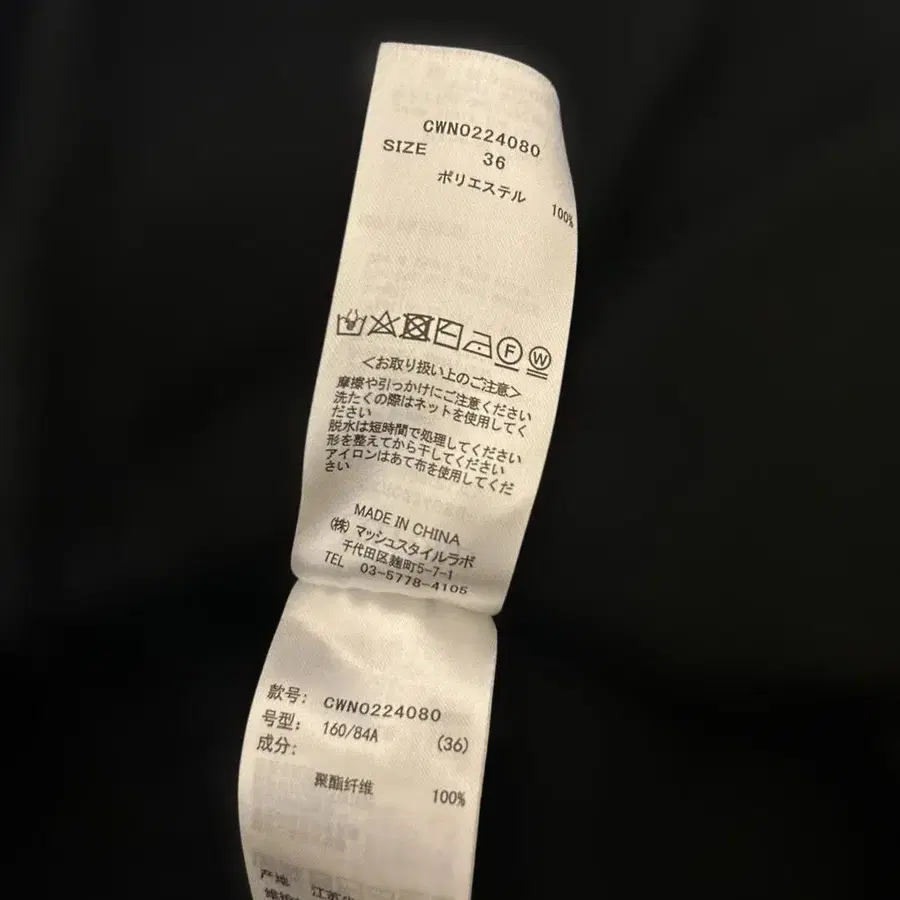 CWNO224080
SIZE 36
ポリエステル 100%
F W
<お取り扱い上のご注意>
摩擦や引っかけにご注意ください
洗たくの際はネットを使用してく
ださい
脱水は短時間で処理してください
形を整えてから干してください
アイロンはあて布を使用してくだ
さい
MADE IN CHINA
(株)マッシュスタイルラボ
千代田区麹町5-7-1
TEL 03-5778-4105
款号: CWNO224080
号型: 160/84A (36)
成分:
聚酯纤维 100%
产地 江苏